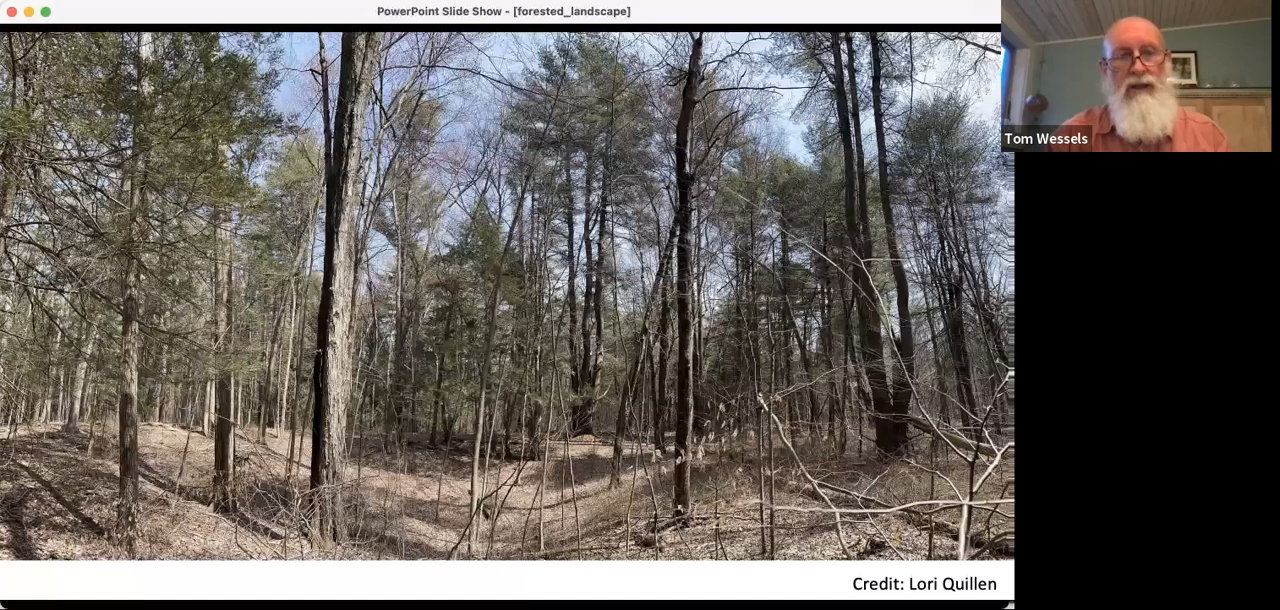 PowerPoint Slide Show - [forested_landscape]
Tom Wessels
Credit: Lori Quillen